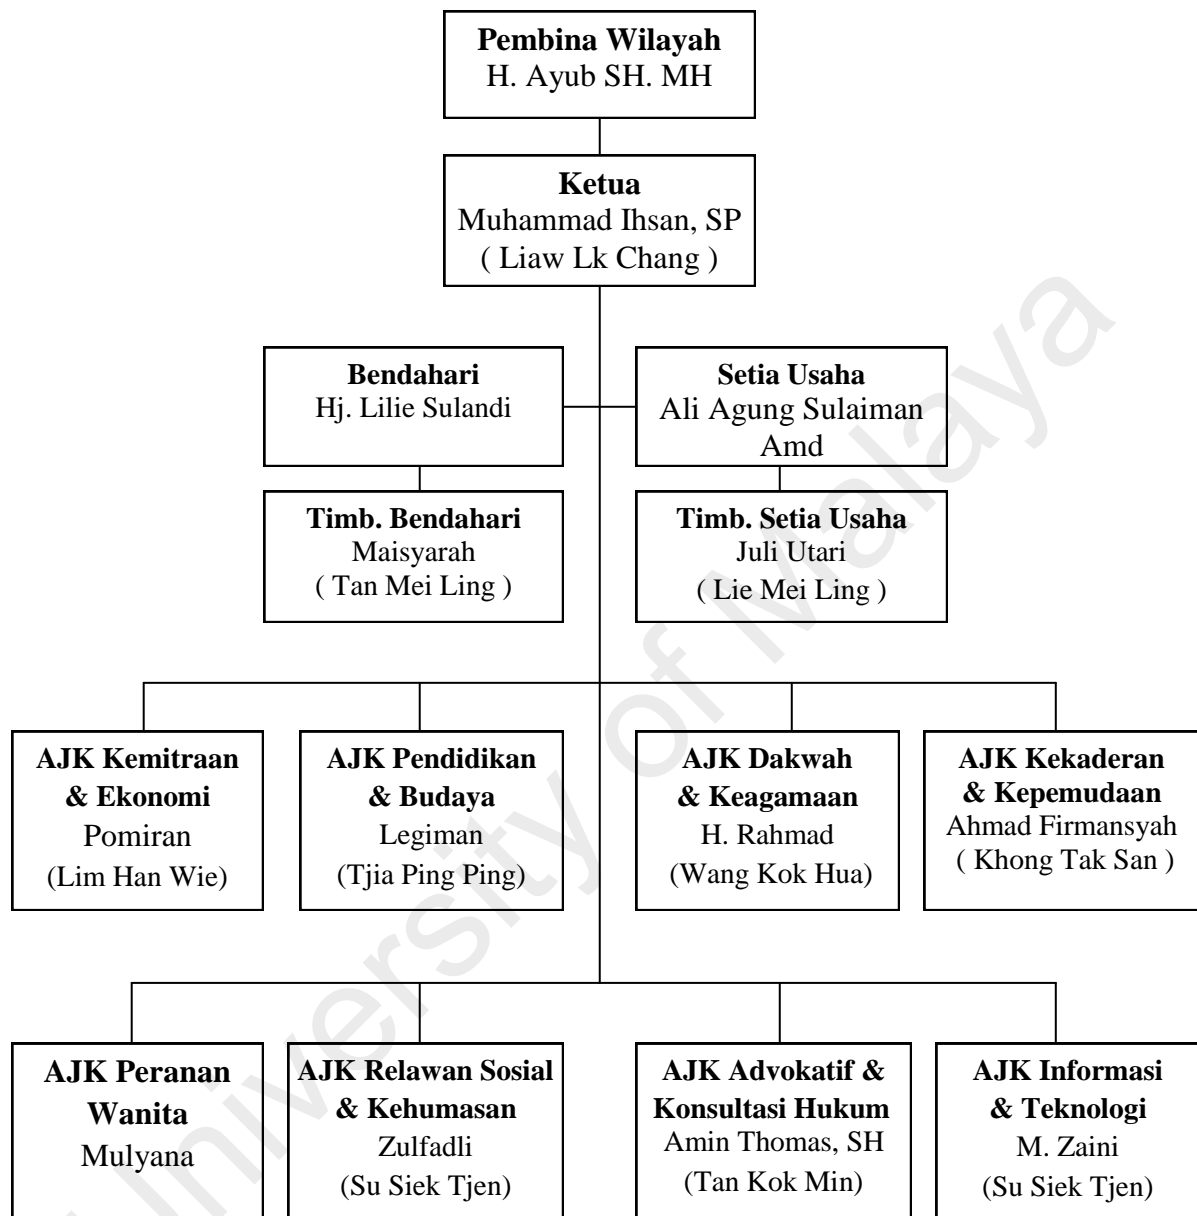 Pembina Wilayah
H. Ayub SH. MH
Ketua
Muhammad Ihsan, SP
( Liaw Lk Chang )
Bendahari
Hj. Lilie Sulandi
Setia Usaha
Ali Agung Sulaiman
Amd
Timb. Bendahari
Maisyarah
( Tan Mei Ling )
Timb. Setia Usaha
Juli Utari
( Lie Mei Ling )
AJK Kemitraan
& Ekonomi
Pomiran
(Lim Han Wie)
AJK Pendidikan
& Budaya
Legiman
(Tjia Ping Ping)
AJK Dakwah
& Keagamaan
H. Rahmad
(Wang Kok Hua)
AJK Kekaderan
& Kepemudaan
Ahmad Firmansyah
( Khong Tak San )
AJK Peranan
Wanita
Mulyana
AJK Relawan Sosial
& Kehumasan
Zulfadli
(Su Siek Tjen)
AJK Advokatif &
Konsultasi Hukum
Amin Thomas, SH
(Tan Kok Min)
AJK Informasi
& Teknologi
M. Zaini
(Su Siek Tjen)
University of Malaya